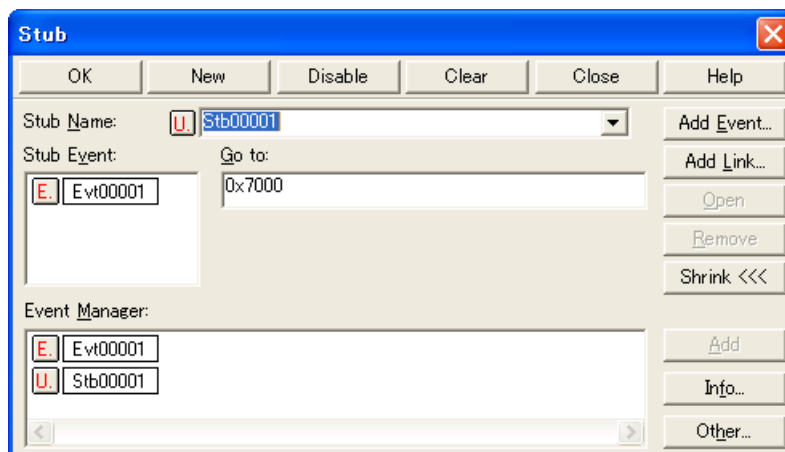 Stub
OK New Disable Clear Close Help
Stub Name: U. Stb00001 Add Event...
Stub Event: Go to: Add Link...
E. Evt00001 0x7000
Open
Remove
Shrink <<<
Event Manager:
E. Evt00001 Add
U. Stb00001 Info...
Other...